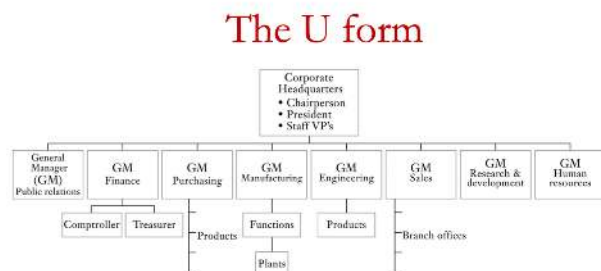 The U form
Corporate
Headquarters
• Chairperson
• President
• Staff VP's
General
Manager
(GM)
Public relations
GM
Finance
GM
Purchasing
GM
Manufacturing
GM
Engineering
GM
Sales
GM
Research &
development
GM
Human
resources
Comptroller
Treasurer
Products
Functions
Products
Branch offices
Plants